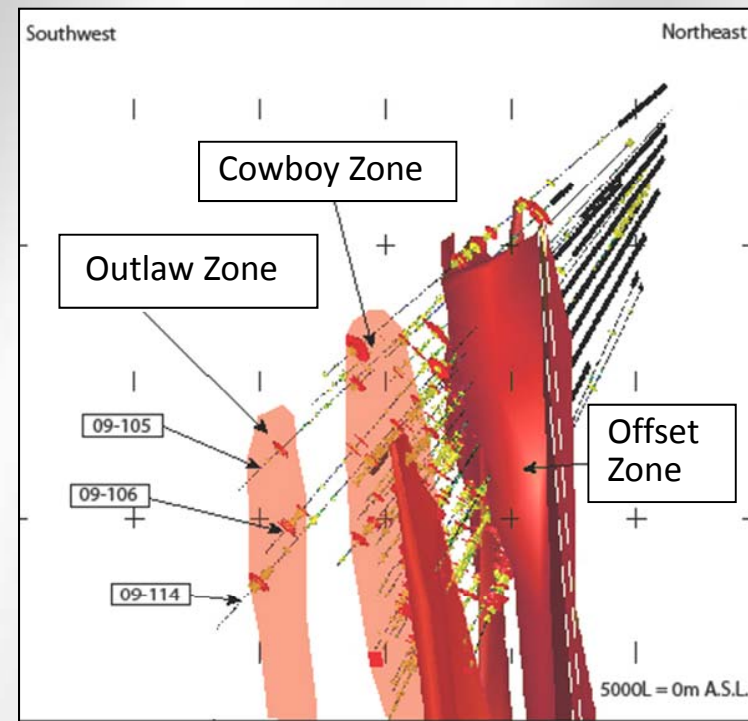 Southwest
Northeast
Cowboy Zone
Outlaw Zone
09-105
Offset
Zone
09-106
09-114
5000L = 0m A.S.L.